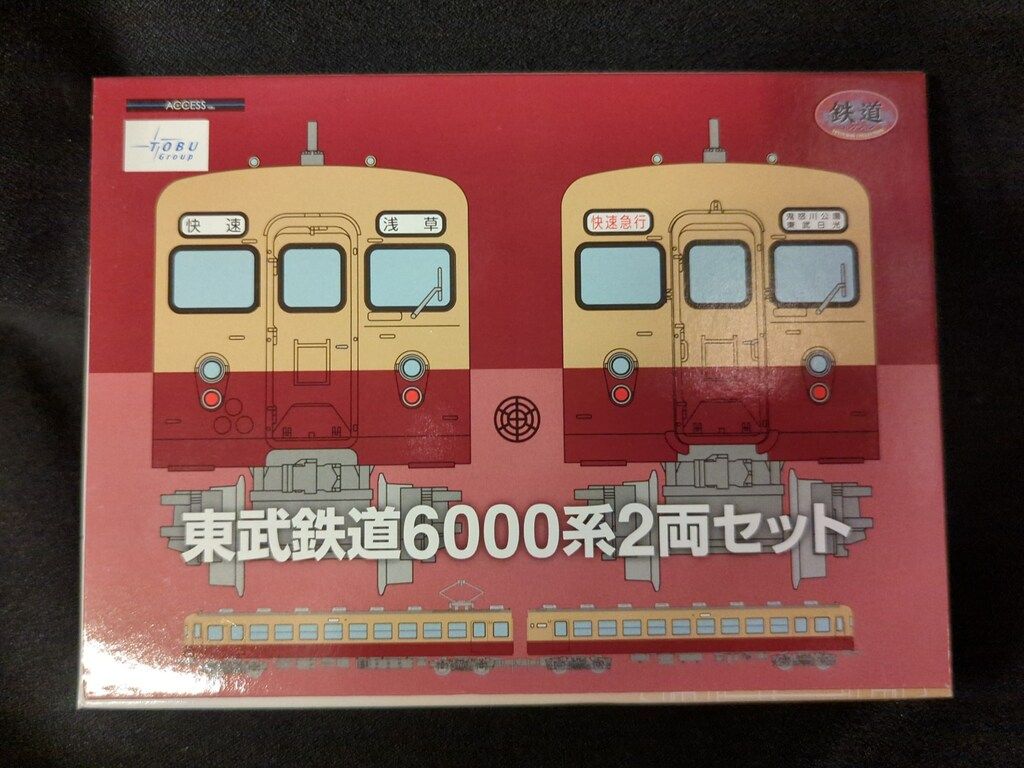 ACCESS
TOBU
Group
鉄道
快速
浅草
快速急行
鬼怒川公園
東武日光
東武鉄道6000系2両セット